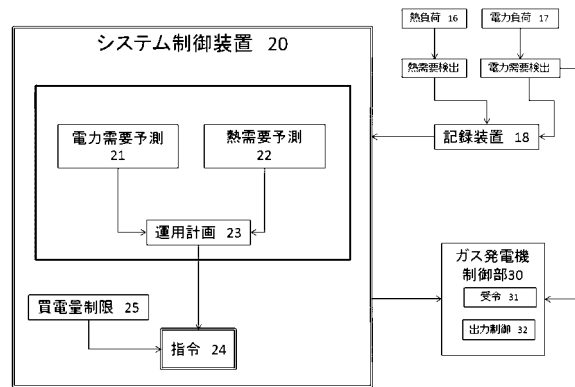 システム制御装置 20
電力需要予測
21
熱需要予測
22
運用計画 23
買電量制限 25
指令 24
熱負荷 16
電力負荷 17
熱需要検出
電力需要検出
記録装置 18
ガス発電機
制御部30
受令 31
出力制御 32